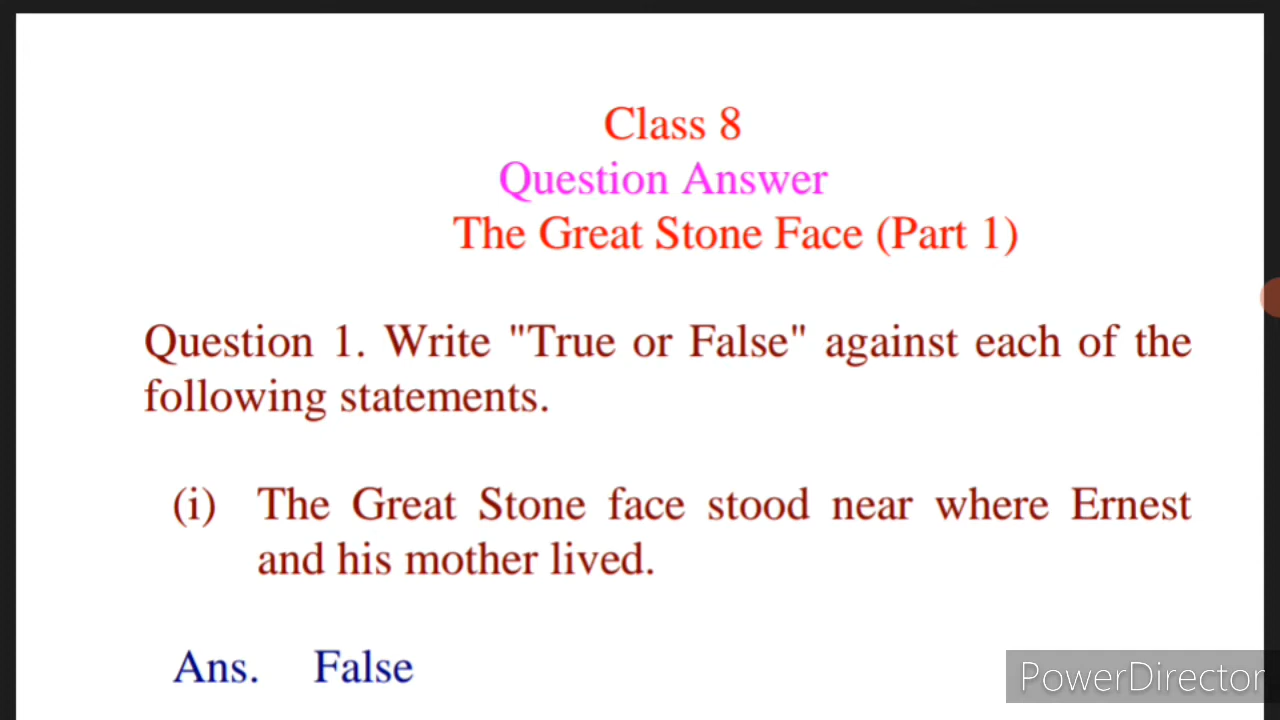 Class 8
Question Answer
The Great Stone Face (Part 1)
Question 1. Write "True or False" against each of the
following statements.
(i) The Great Stone face stood near where Ernest
and his mother lived.
Ans. False
PowerDirector